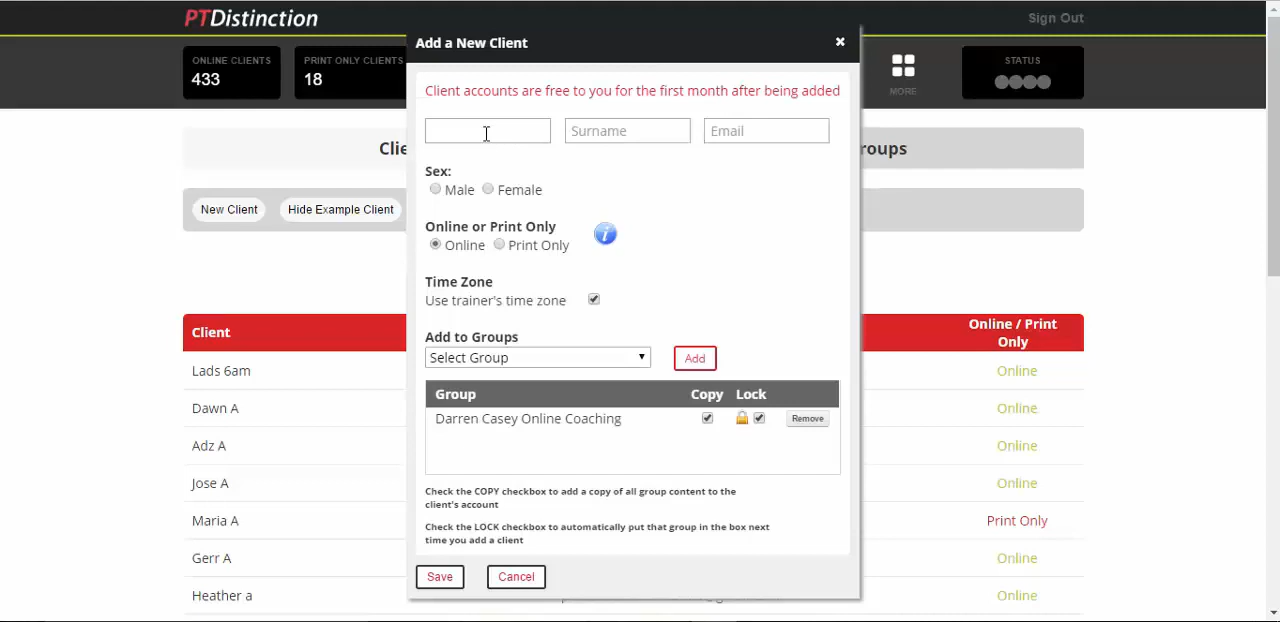 PTDistinction
Sign Out
ONLINE CLIENTS
433
PRINT ONLY CLIENTS
18
MORE
STATUS
Add a New Client
Client accounts are free to you for the first month after being added
Surname
Email
Clie
roups
Sex:
Male
Female
New Client
Hide Example Client
Online or Print Only
Online
Print Only
Time Zone
Use trainer's time zone
Add to Groups
Select Group
Add
Group
Copy
Lock
Darren Casey Online Coaching
Remove
Check the COPY checkbox to add a copy of all group content to the
client's account
Check the LOCK checkbox to automatically put that group in the box next
time you add a client
Save
Cancel
Client
Online / Print
Only
Lads 6am
Online
Dawn A
Online
Adz A
Online
Jose A
Online
Maria A
Print Only
Gerr A
Online
Heather a
Online